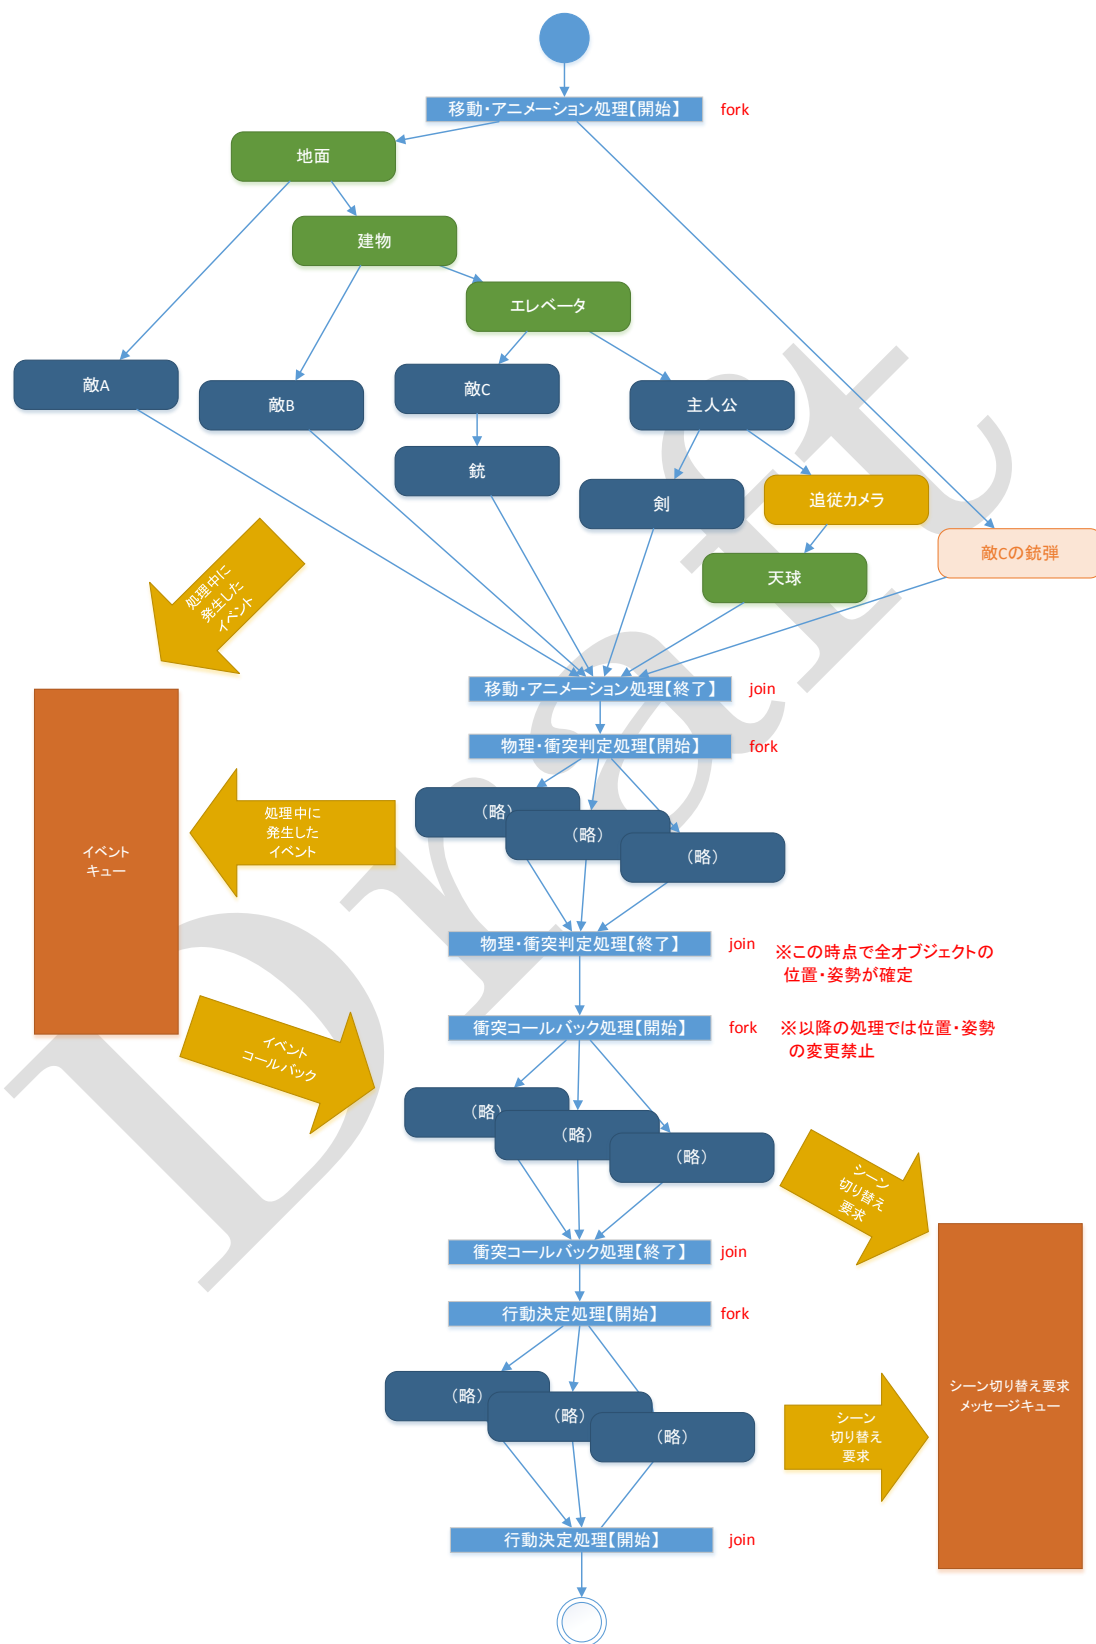 移動・アニメーション処理【開始】
fork
地面
建物
エレベータ
敵A
敵B
敵C
主人公
銃
剣
追従カメラ
天球
敵Cの銃弾
処理中に
発生した
イベント
移動・アニメーション処理【終了】
join
物理・衝突判定処理【開始】
fork
処理中に
発生した
イベント
(略)
(略)
(略)
イベント
キュー
物理・衝突判定処理【終了】
join
※この時点で全オブジェクトの
位置・姿勢が確定
衝突コールバック処理【開始】
fork
※以降の処理では位置・姿勢
の変更禁止
イベント
コールバック
(略)
(略)
(略)
シーン
切り替え
要求
衝突コールバック処理【終了】
join
行動決定処理【開始】
fork
(略)
(略)
(略)
シーン
切り替え
要求
シーン切り替え要求
メッセージキュー
行動決定処理【開始】
join
Draft